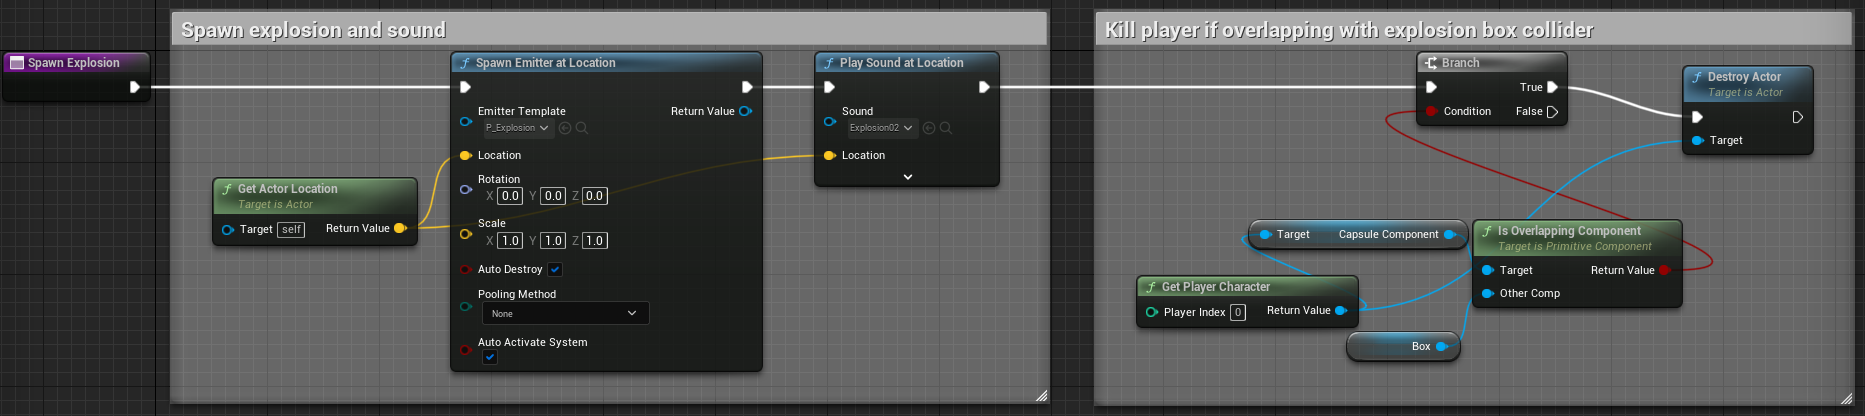 Spawn explosion and sound
Kill player if overlapping with explosion box collider
Spawn Explosion
f Spawn Emitter at Location
Emitter Template
P_Explosion
Return Value
Location
Rotation
X 0.0 Y 0.0 Z 0.0
Scale
X 1.0 Y 1.0 Z 1.0
Auto Destroy
Pooling Method
None
Auto Activate System
f Get Actor Location
Target is Actor
Target self
Return Value
f Play Sound at Location
Sound
Explosion02
Location
Branch
True
Condition
False
f Destroy Actor
Target is Actor
Target
Target
Capsule Component
f Is Overlapping Component
Target is Primitive Component
Target
Return Value
Other Comp
f Get Player Character
Player Index 0
Return Value
Box